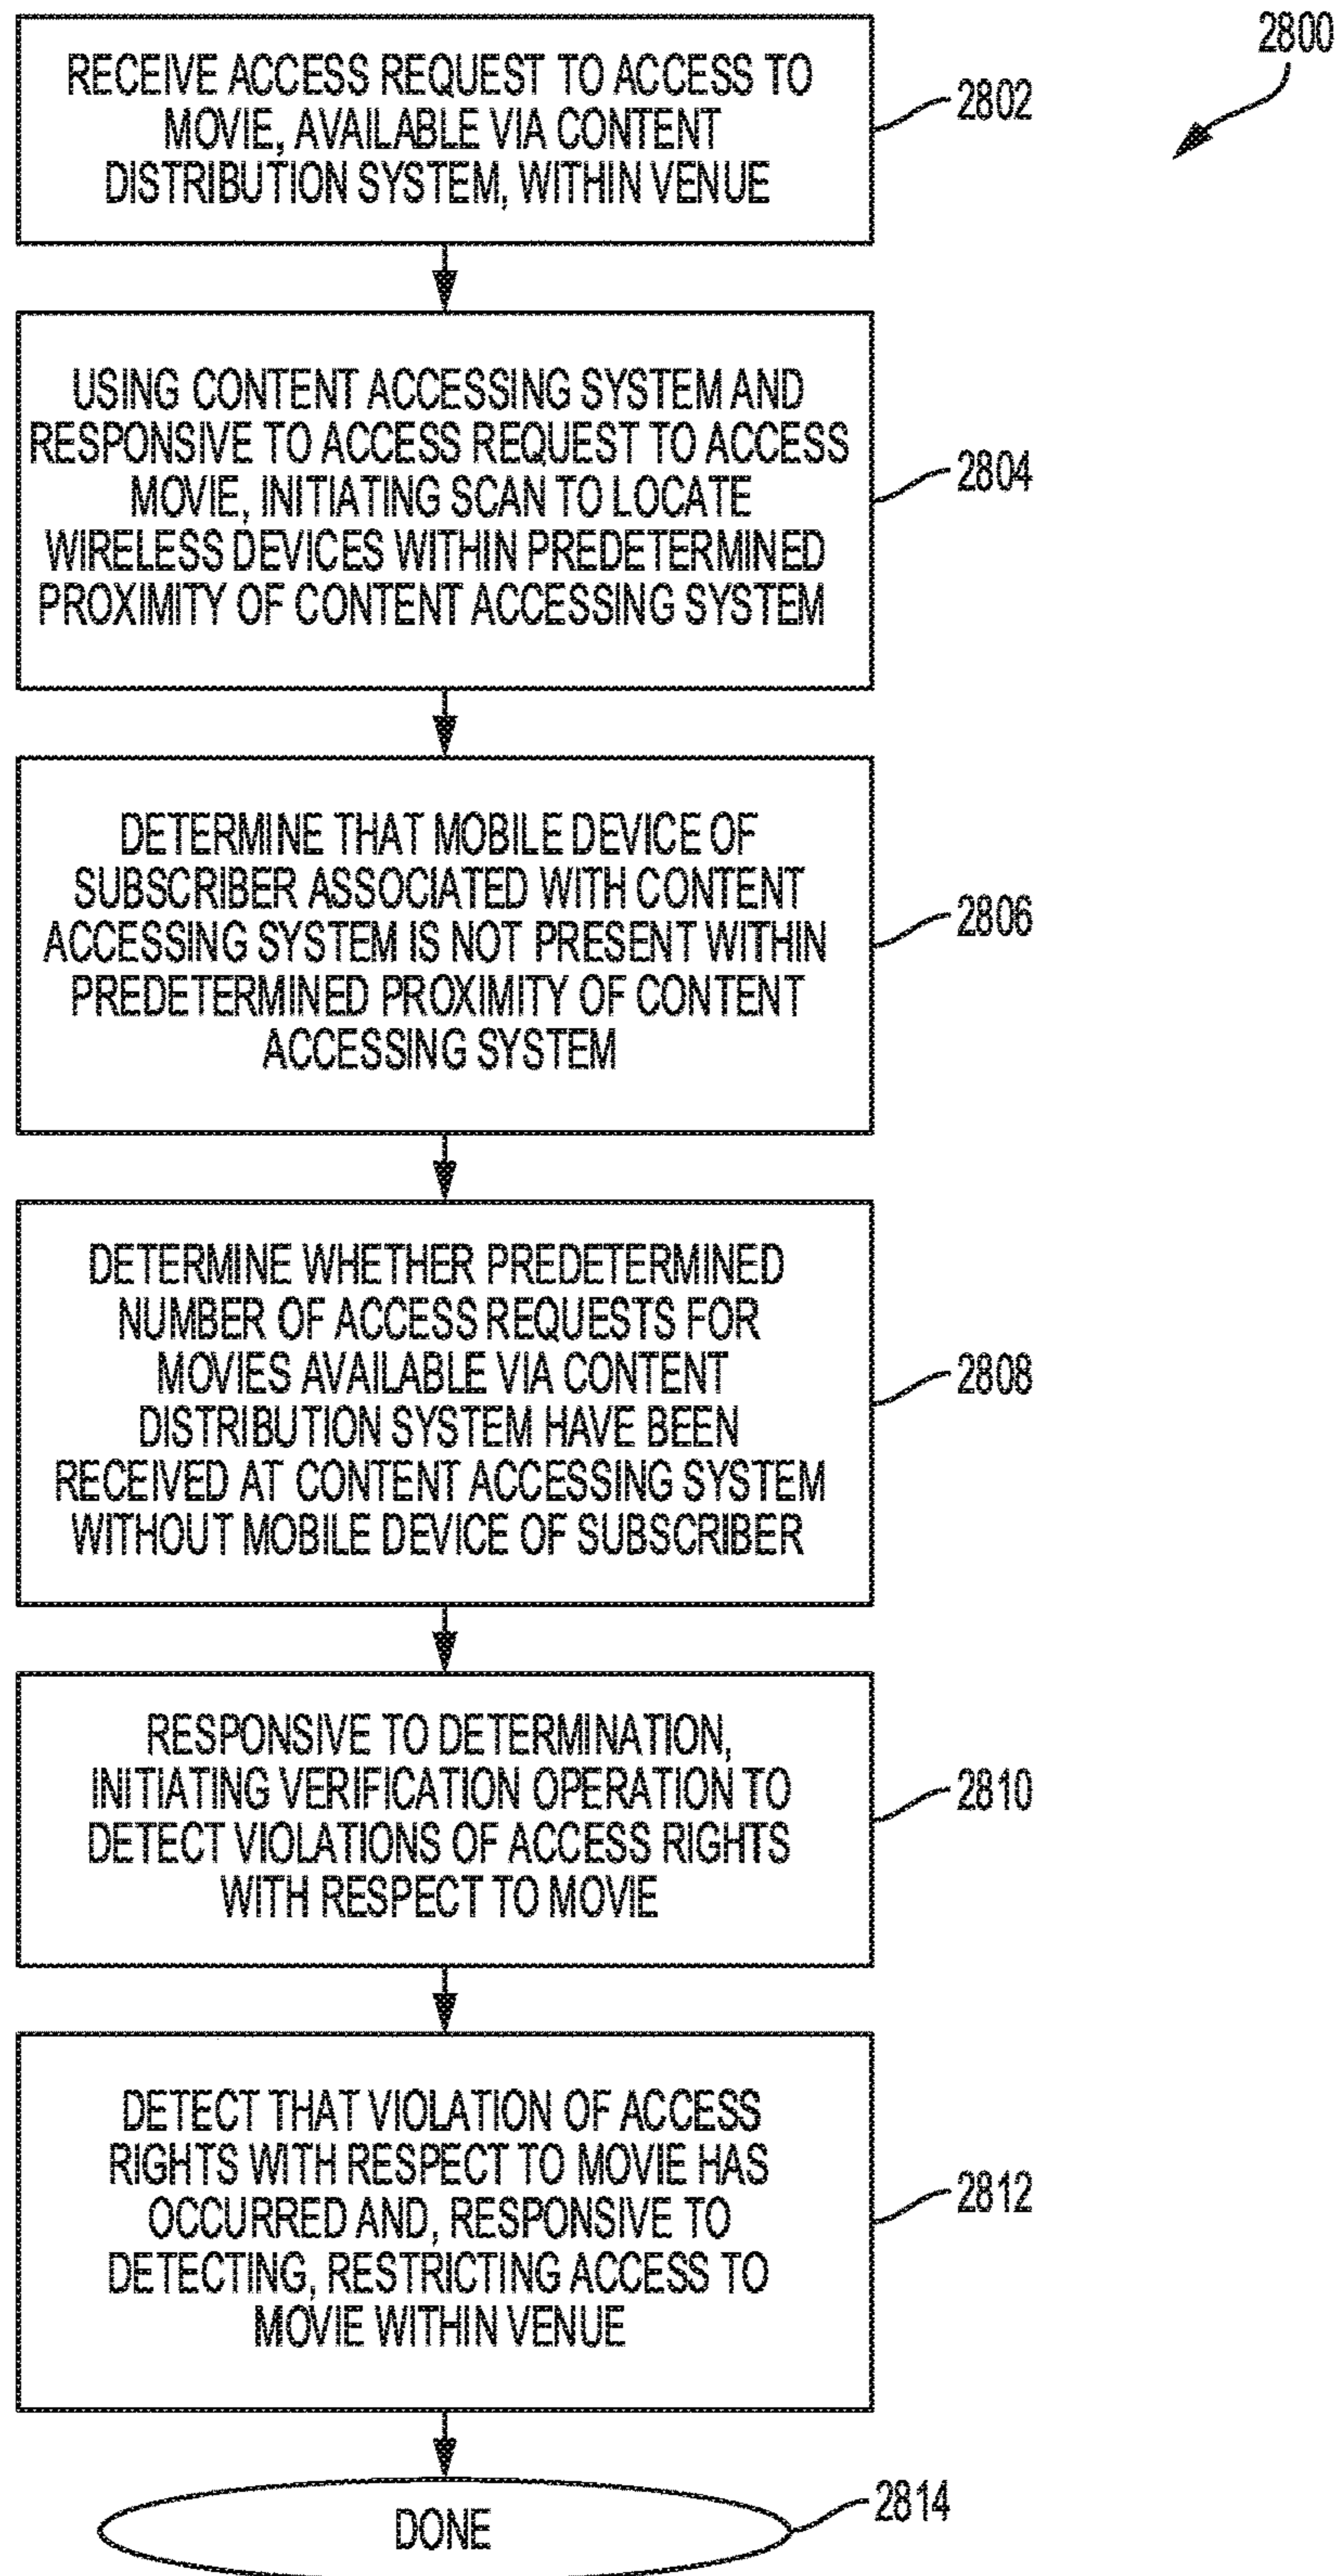 2800
RECEIVE ACCESS REQUEST TO ACCESS TO
MOVIE, AVAILABLE VIA CONTENT
DISTRIBUTION SYSTEM, WITHIN VENUE
2802
USING CONTENT ACCESSING SYSTEM AND
RESPONSIVE TO ACCESS REQUEST TO ACCESS
MOVIE, INITIATING SCAN TO LOCATE
WIRELESS DEVICES WITHIN PREDETERMINED
PROXIMITY OF CONTENT ACCESSING SYSTEM
2804
DETERMINE THAT MOBILE DEVICE OF
SUBSCRIBER ASSOCIATED WITH CONTENT
ACCESSING SYSTEM IS NOT PRESENT WITHIN
PREDETERMINED PROXIMITY OF CONTENT
ACCESSING SYSTEM
2806
DETERMINE WHETHER PREDETERMINED
NUMBER OF ACCESS REQUESTS FOR
MOVIES AVAILABLE VIA CONTENT
DISTRIBUTION SYSTEM HAVE BEEN
RECEIVED AT CONTENT ACCESSING SYSTEM
WITHOUT MOBILE DEVICE OF SUBSCRIBER
2808
RESPONSIVE TO DETERMINATION,
INITIATING VERIFICATION OPERATION TO
DETECT VIOLATIONS OF ACCESS RIGHTS
WITH RESPECT TO MOVIE
2810
DETECT THAT VIOLATION OF ACCESS
RIGHTS WITH RESPECT TO MOVIE HAS
OCCURRED AND, RESPONSIVE TO
DETECTING, RESTRICTING ACCESS TO
MOVIE WITHIN VENUE
2812
DONE
2814